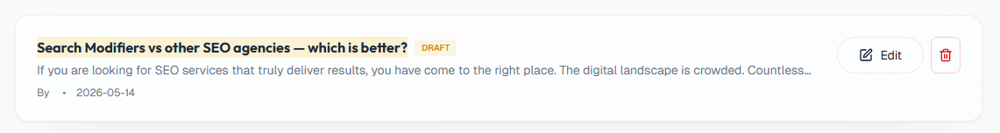 Search Modifiers vs other SEO agencies — which is better? DRAFT
If you are looking for SEO services that truly deliver results, you have come to the right place. The digital landscape is crowded. Countless…
By • 2026-05-14
Edit